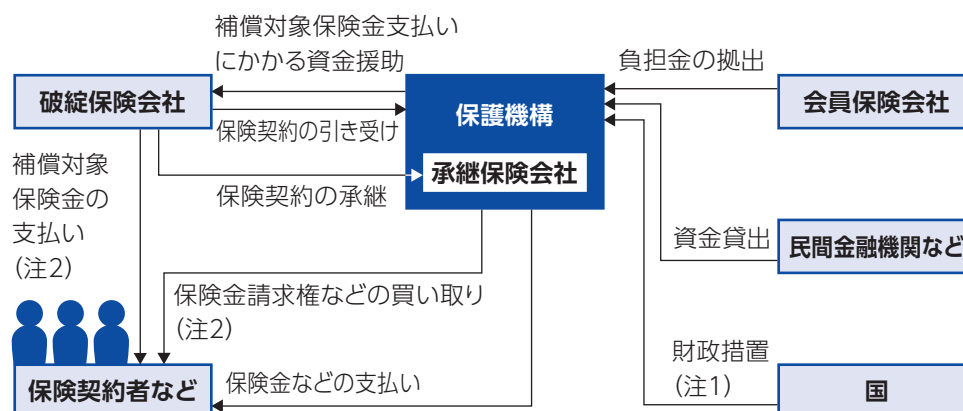 補償対象保険金支払い
にかかる資金援助
負担金の拠出
破綻保険会社
保護機構
会員保険会社
保険契約の引き受け
補償対象
保険金の
支払い
(注2)
承継保険会社
保険契約の承継
資金貸出
民間金融機関など
保険金請求権などの買い取り
(注2)
財政措置
(注1)
保険契約者など
保険金などの支払い
国